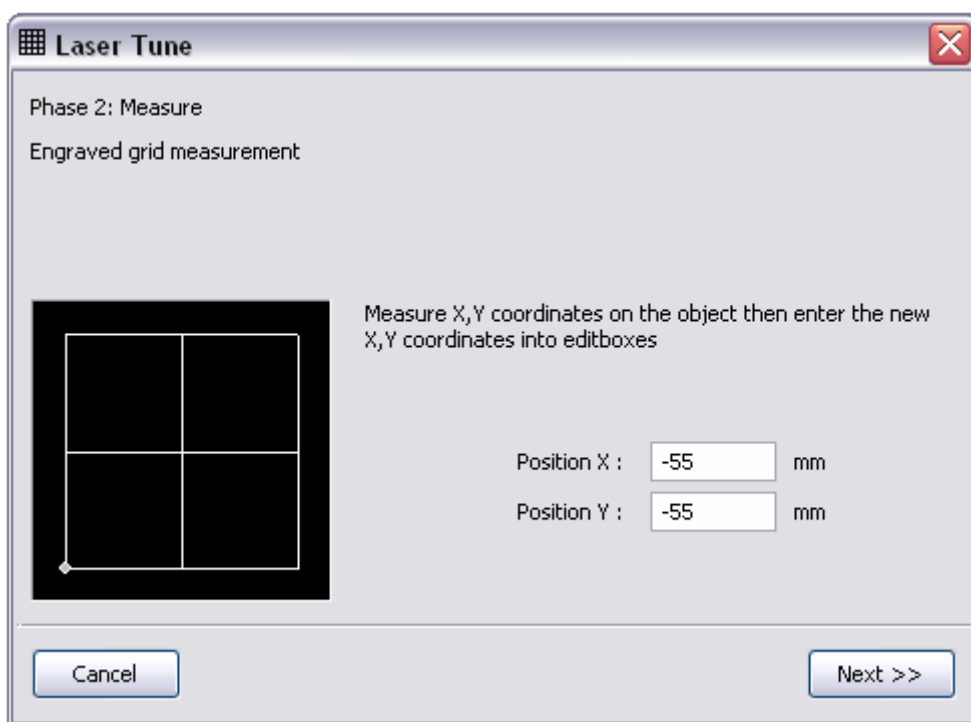 Laser Tune
Phase 2: Measure
Engraved grid measurement
Measure X,Y coordinates on the object then enter the new
X,Y coordinates into editboxes
Position X : -55 mm
Position Y : -55 mm
Cancel Next >>